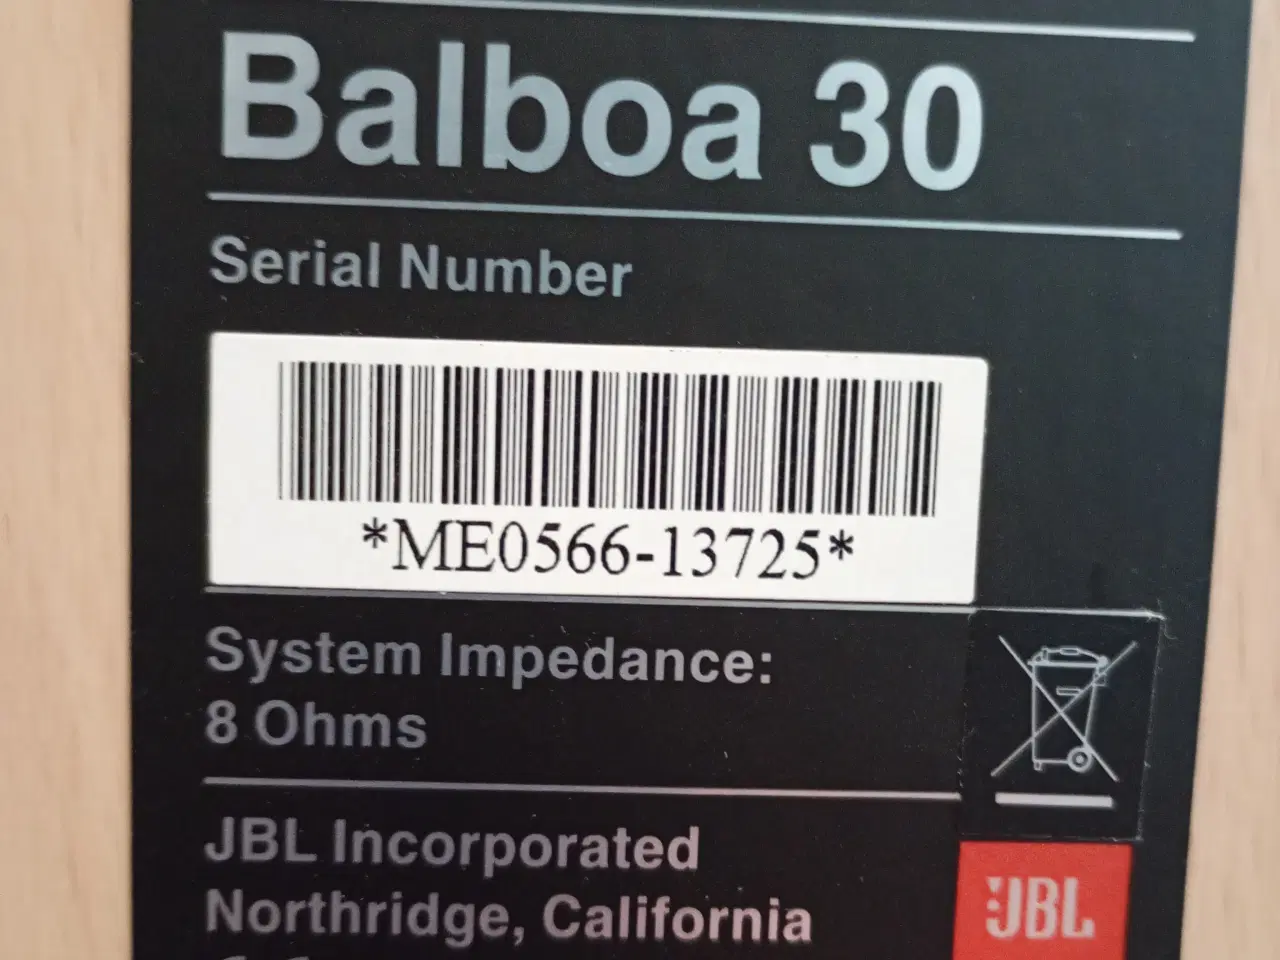 Balboa 30
Serial Number
*ME0566-13725*
System Impedance:
8 Ohms
JBL Incorporated
Northridge, California
JBL